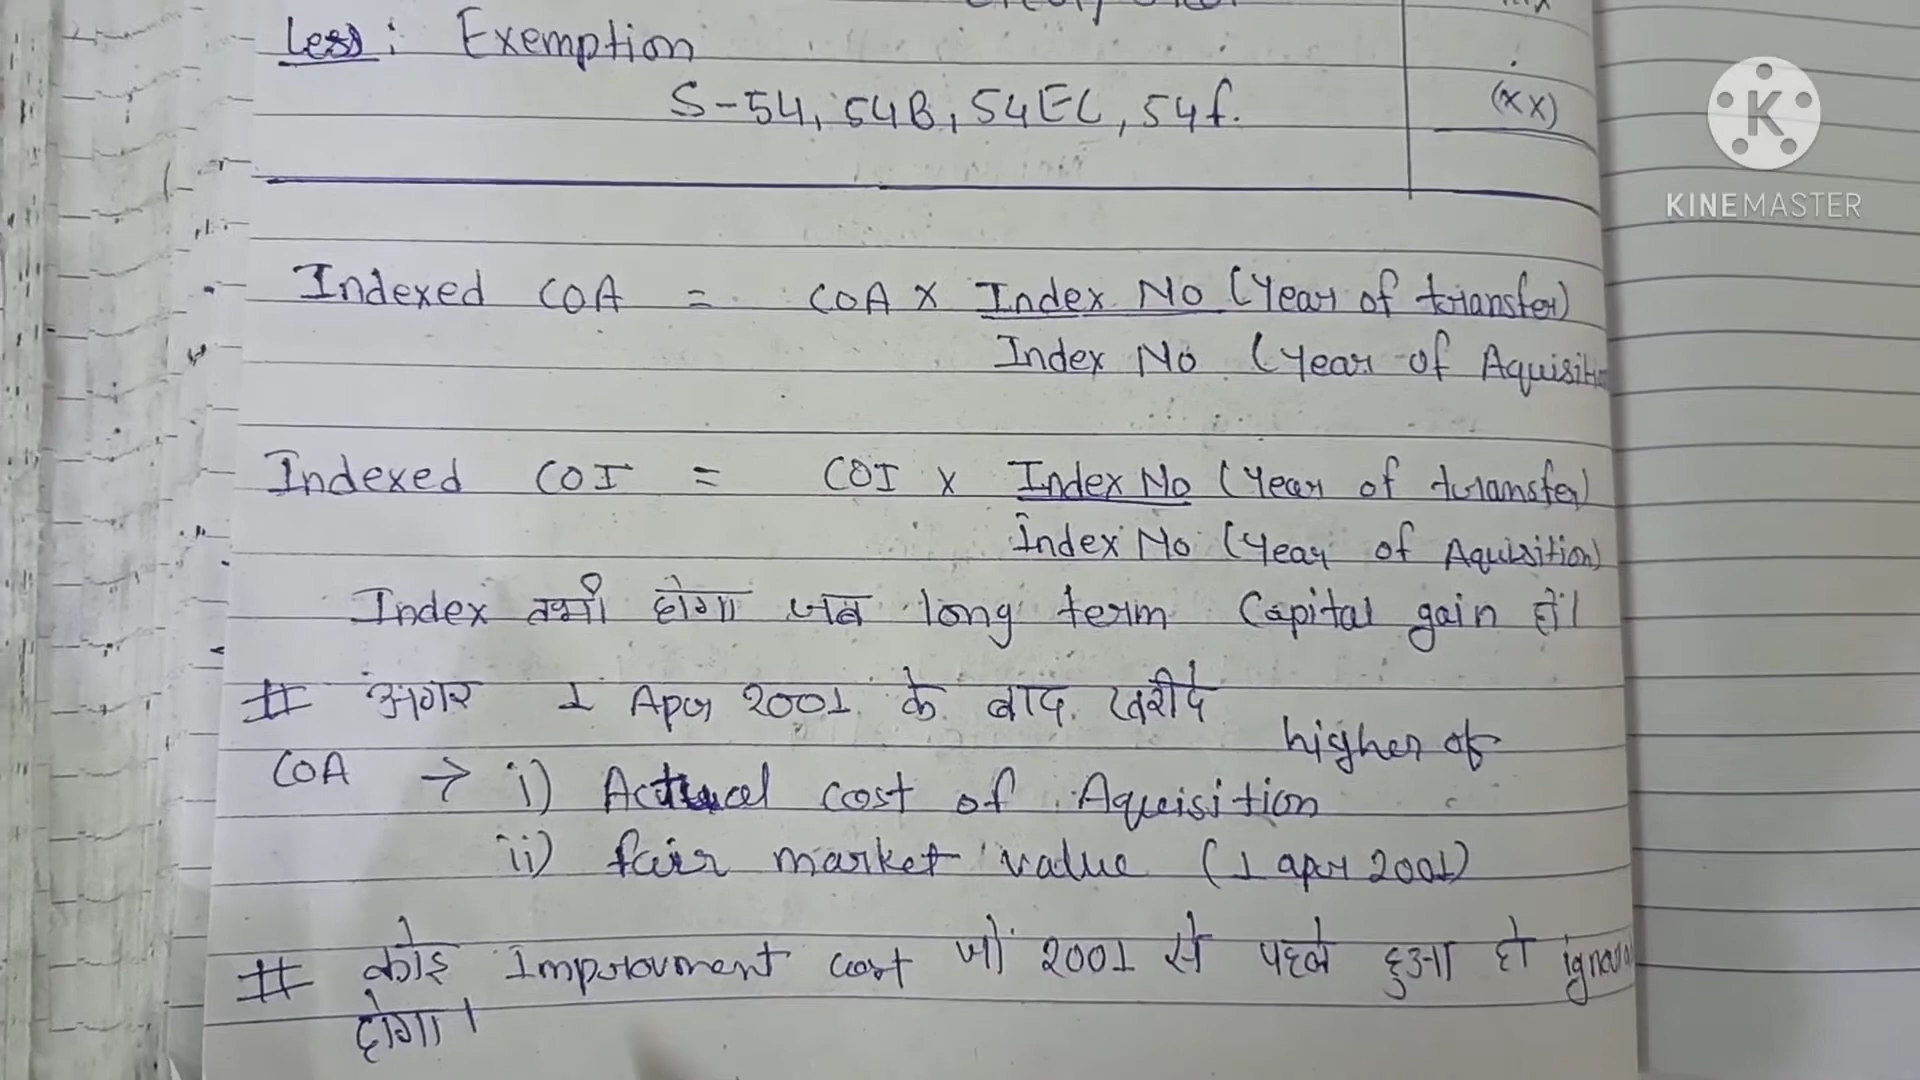 Less: Exemption
S-54, 54B, 54EC, 54f.
(xx)
K
KINEMASTER
Indexed COA = COA x Index No (Year of transfer)
Index No (Year of Aquisiti
Indexed COI = COI x Index No (Year of transfer)
Index No (Year of Aquisition)
Index तभी होगा जब long term Capital gain हो।
# अगर 1 Apr 2001 के बाद खरीदे
higher of
COA → i) Actual cost of Aquisition
ii) fair market value (1 apr 2001)
# कोइ Improvment cost जो 2001 से पहले हुआ हो
होगा।